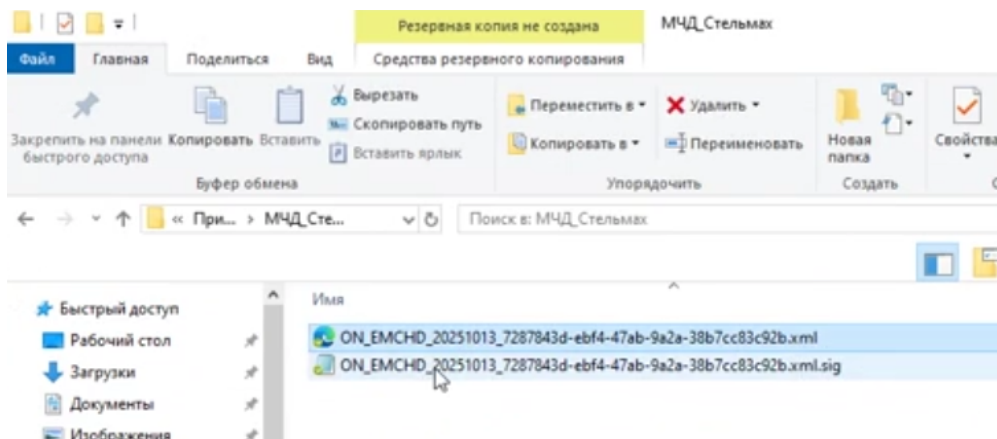 Резервная копия не создана
МЧД_Стельмах
Файл Главная Поделиться Вид Средства резервного копирования
Закрепить на панели быстрого доступа
Копировать
Вставить
Вырезать
Скопировать путь
Вставить ярлык
Буфер обмена
Переместить в
Копировать в
Удалить
Переименовать
Упорядочить
Новая папка
Создать
Свойства
« При... > МЧД_Сте...
Поиск в: МЧД_Стельмах
Быстрый доступ
Рабочий стол
Загрузки
Документы
Изображения
Имя
ON_EMCHD_20251013_7287843d-ebf4-47ab-9a2a-38b7cc83c92b.xml
ON_EMCHD_20251013_7287843d-ebf4-47ab-9a2a-38b7cc83c92b.xml.sig